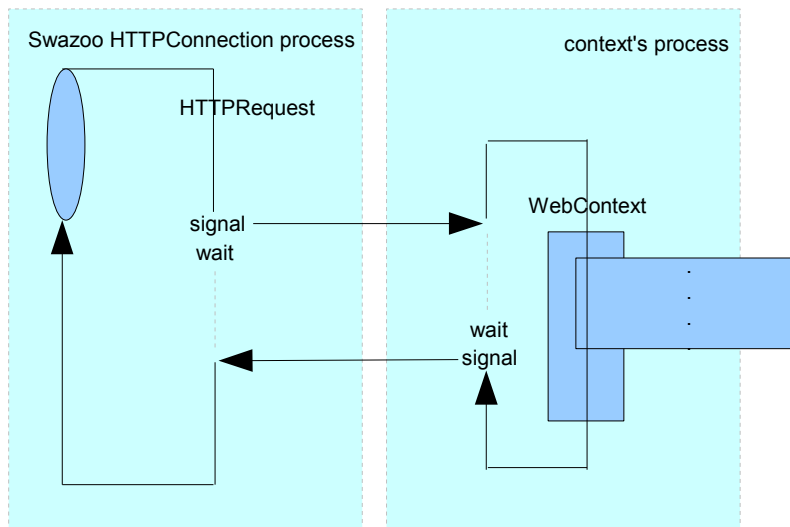 Swazoo HTTPConnection process
context's process
HTTPRequest
WebContext
signal
wait
wait
signal